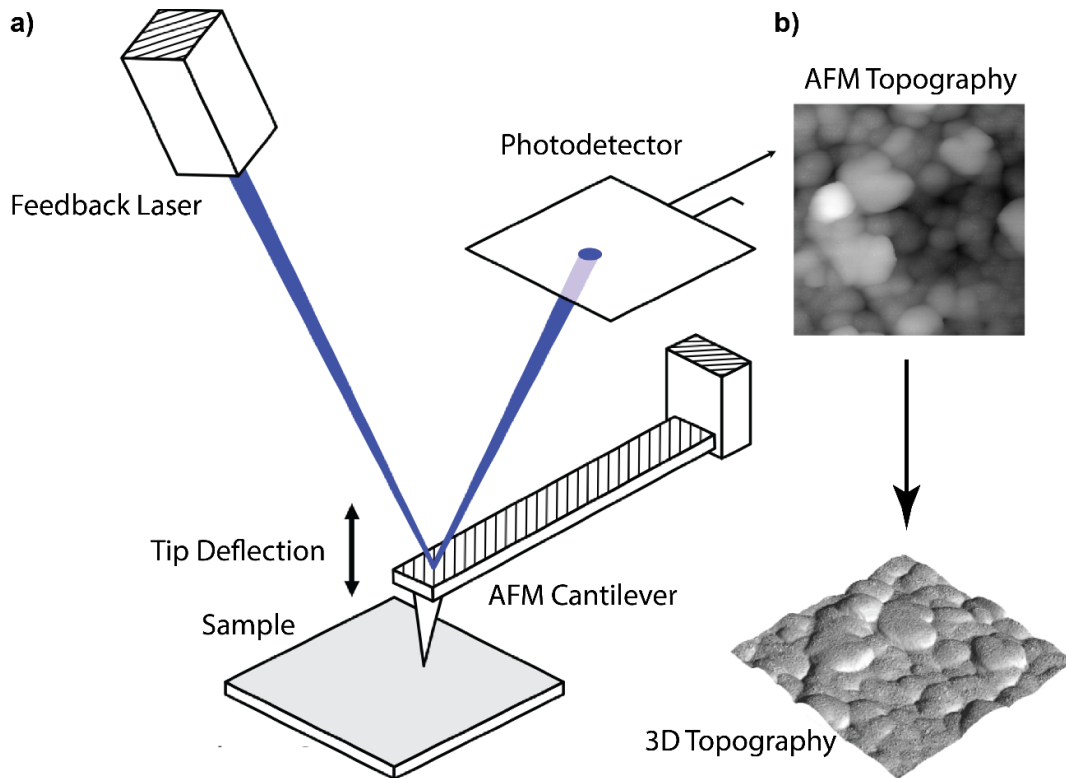 a)
b)
AFM Topography
Photodetector
Feedback Laser
Tip Deflection
AFM Cantilever
Sample
3D Topography